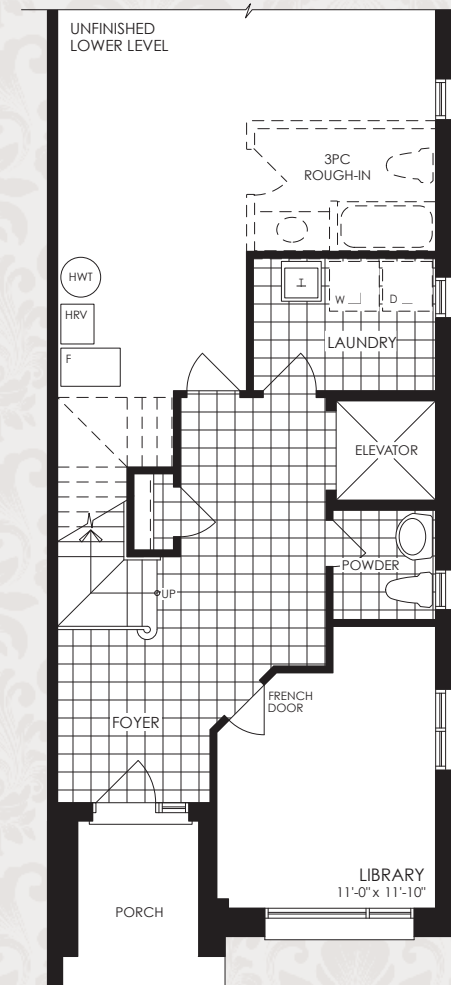 UNFINISHED
LOWER LEVEL
3PC
ROUGH-IN
HWT
HRV
F
W
D
LAUNDRY
ELEVATOR
POWDER
UP
FRENCH
DOOR
FOYER
LIBRARY
11'-0" x 11'-10"
PORCH